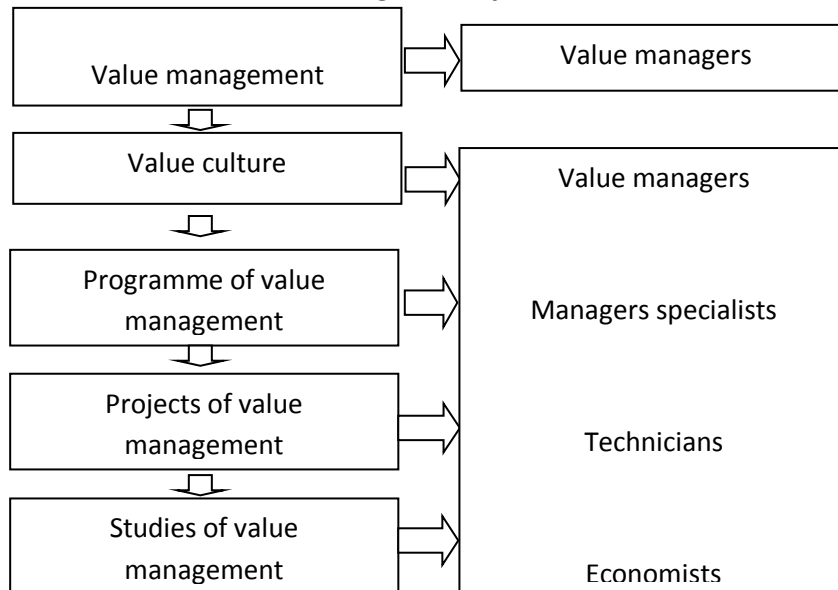 Value management
Value managers
Value culture
Value managers
Programme of value
management
Managers specialists
Projects of value
management
Technicians
Studies of value
management
Economists